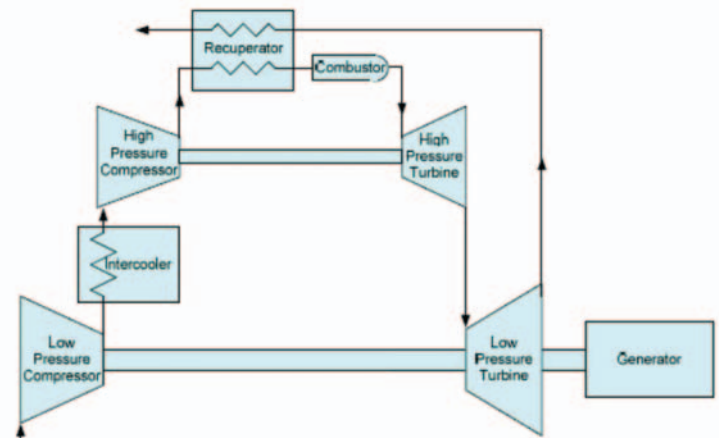 Recuperator
Combustor
High
Pressure
Compressor
High
Pressure
Turbine
Intercooler
Low
Pressure
Compressor
Low
Pressure
Turbine
Generator